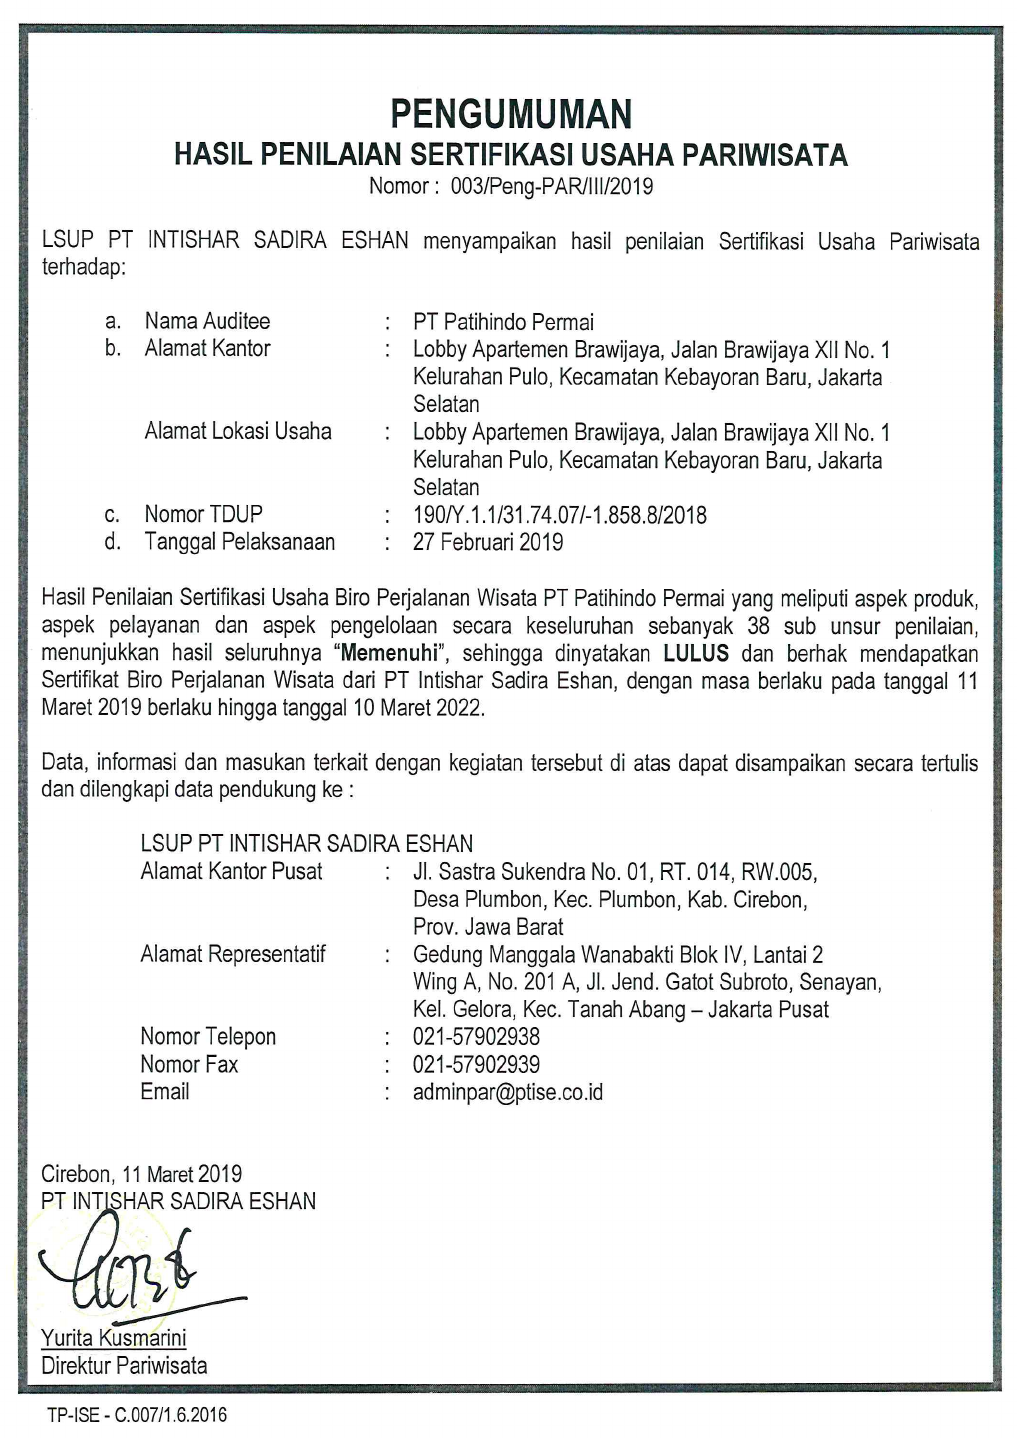 PENGUMUMAN
HASIL PENILAIAN SERTIFIKASI USAHA PARIWISATA
Nomor : 003/Peng-PAR/III/2019
LSUP PT INTISHAR SADIRA ESHAN menyampaikan hasil penilaian Sertifikasi Usaha Pariwisata
terhadap:
a. Nama Auditee : PT Patihindo Permai
b. Alamat Kantor : Lobby Apartemen Brawijaya, Jalan Brawijaya XII No. 1
Kelurahan Pulo, Kecamatan Kebayoran Baru, Jakarta
Selatan
Alamat Lokasi Usaha : Lobby Apartemen Brawijaya, Jalan Brawijaya XII No. 1
Kelurahan Pulo, Kecamatan Kebayoran Baru, Jakarta
Selatan
c. Nomor TDUP : 190/Y.1.1/31.74.07/-1.858.8/2018
d. Tanggal Pelaksanaan : 27 Februari 2019
Hasil Penilaian Sertifikasi Usaha Biro Perjalanan Wisata PT Patihindo Permai yang meliputi aspek produk,
aspek pelayanan dan aspek pengelolaan secara keseluruhan sebanyak 38 sub unsur penilaian,
menunjukkan hasil seluruhnya “Memenuhi”, sehingga dinyatakan LULUS dan berhak mendapatkan
Sertifikat Biro Perjalanan Wisata dari PT Intishar Sadira Eshan, dengan masa berlaku pada tanggal 11
Maret 2019 berlaku hingga tanggal 10 Maret 2022.
Data, informasi dan masukan terkait dengan kegiatan tersebut di atas dapat disampaikan secara tertulis
dan dilengkapi data pendukung ke :
LSUP PT INTISHAR SADIRA ESHAN
Alamat Kantor Pusat : Jl. Sastra Sukendra No. 01, RT. 014, RW.005,
Desa Plumbon, Kec. Plumbon, Kab. Cirebon,
Prov. Jawa Barat
Alamat Representatif : Gedung Manggala Wanabakti Blok IV, Lantai 2
Wing A, No. 201 A, Jl. Jend. Gatot Subroto, Senayan,
Kel. Gelora, Kec. Tanah Abang – Jakarta Pusat
Nomor Telepon : 021-57902938
Nomor Fax : 021-57902939
Email : adminpar@ptise.co.id
Cirebon, 11 Maret 2019
PT INTISHAR SADIRA ESHAN
Yurita Kusmarini
Direktur Pariwisata
TP-ISE - C.007/1.6.2016